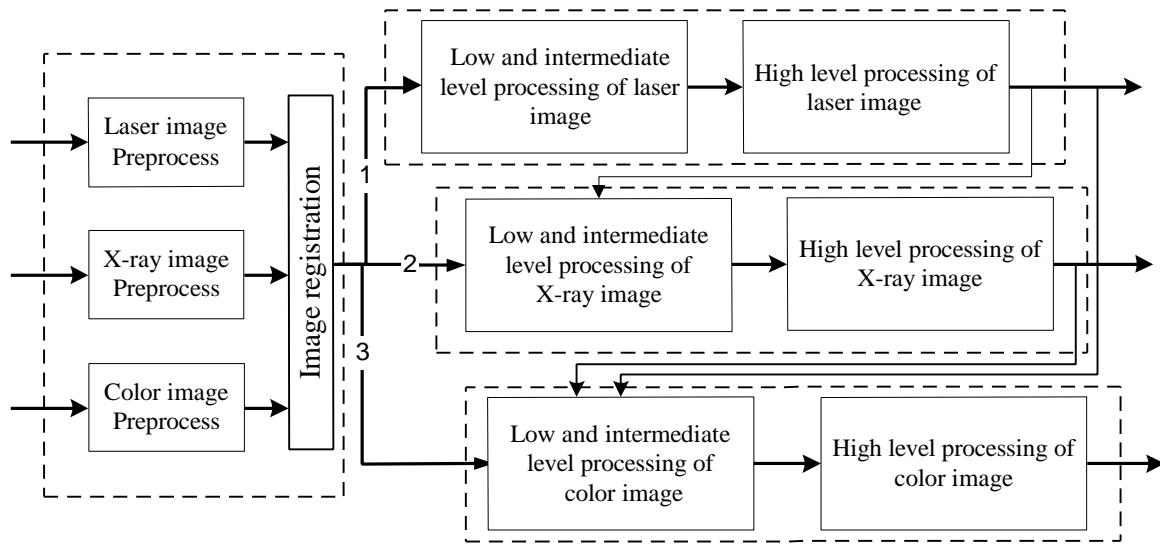 Laser image
Preprocess
X-ray image
Preprocess
Color image
Preprocess
Image registration
1
2
3
Low and intermediate
level processing of laser
image
High level processing of
laser image
Low and intermediate
level processing of
X-ray image
High level processing of
X-ray image
Low and intermediate
level processing of
color image
High level processing of
color image